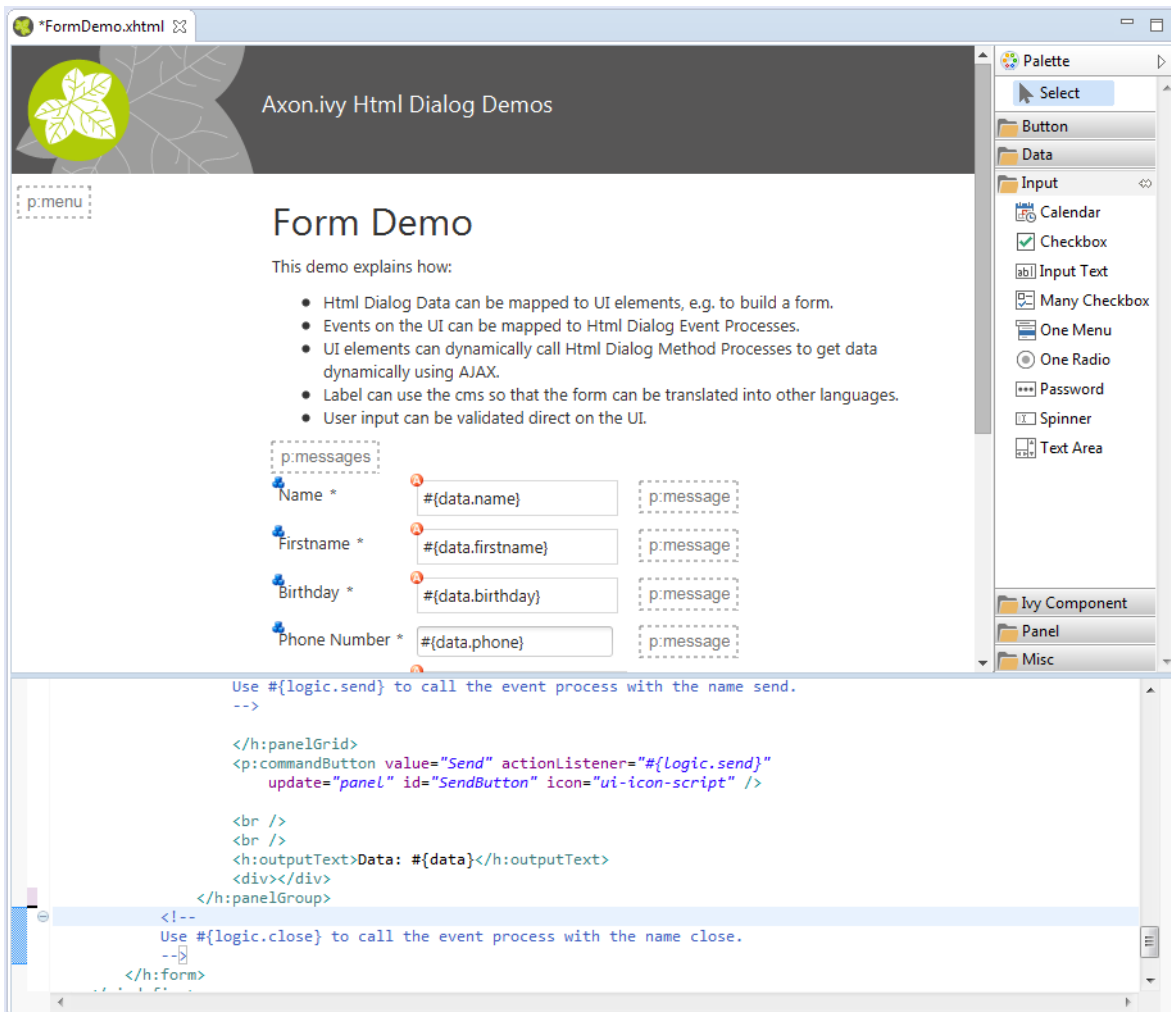 *FormDemo.xhtml
Axon.ivy Html Dialog Demos
p:menu
Form Demo
This demo explains how:
Html Dialog Data can be mapped to UI elements, e.g. to build a form.
Events on the UI can be mapped to Html Dialog Event Processes.
UI elements can dynamically call Html Dialog Method Processes to get data
dynamically using AJAX.
Label can use the cms so that the form can be translated into other languages.
User input can be validated direct on the UI.
p:messages
Name * #{data.name} p:message
Firstname * #{data.firstname} p:message
Birthday * #{data.birthday} p:message
Phone Number * #{data.phone} p:message
Palette
Select
Button
Data
Input
Calendar
Checkbox
Input Text
Many Checkbox
One Menu
One Radio
Password
Spinner
Text Area
Ivy Component
Panel
Misc
Use #{logic.send} to call the event process with the name send.
-->
</h:panelGrid>
<p:commandButton value="Send" actionListener="#{logic.send}"
update="panel" id="SendButton" icon="ui-icon-script" />
<br />
<br />
<h:outputText>Data: #{data}</h:outputText>
<div></div>
</h:panelGroup>
<!--
Use #{logic.close} to call the event process with the name close.
-->
</h:form>